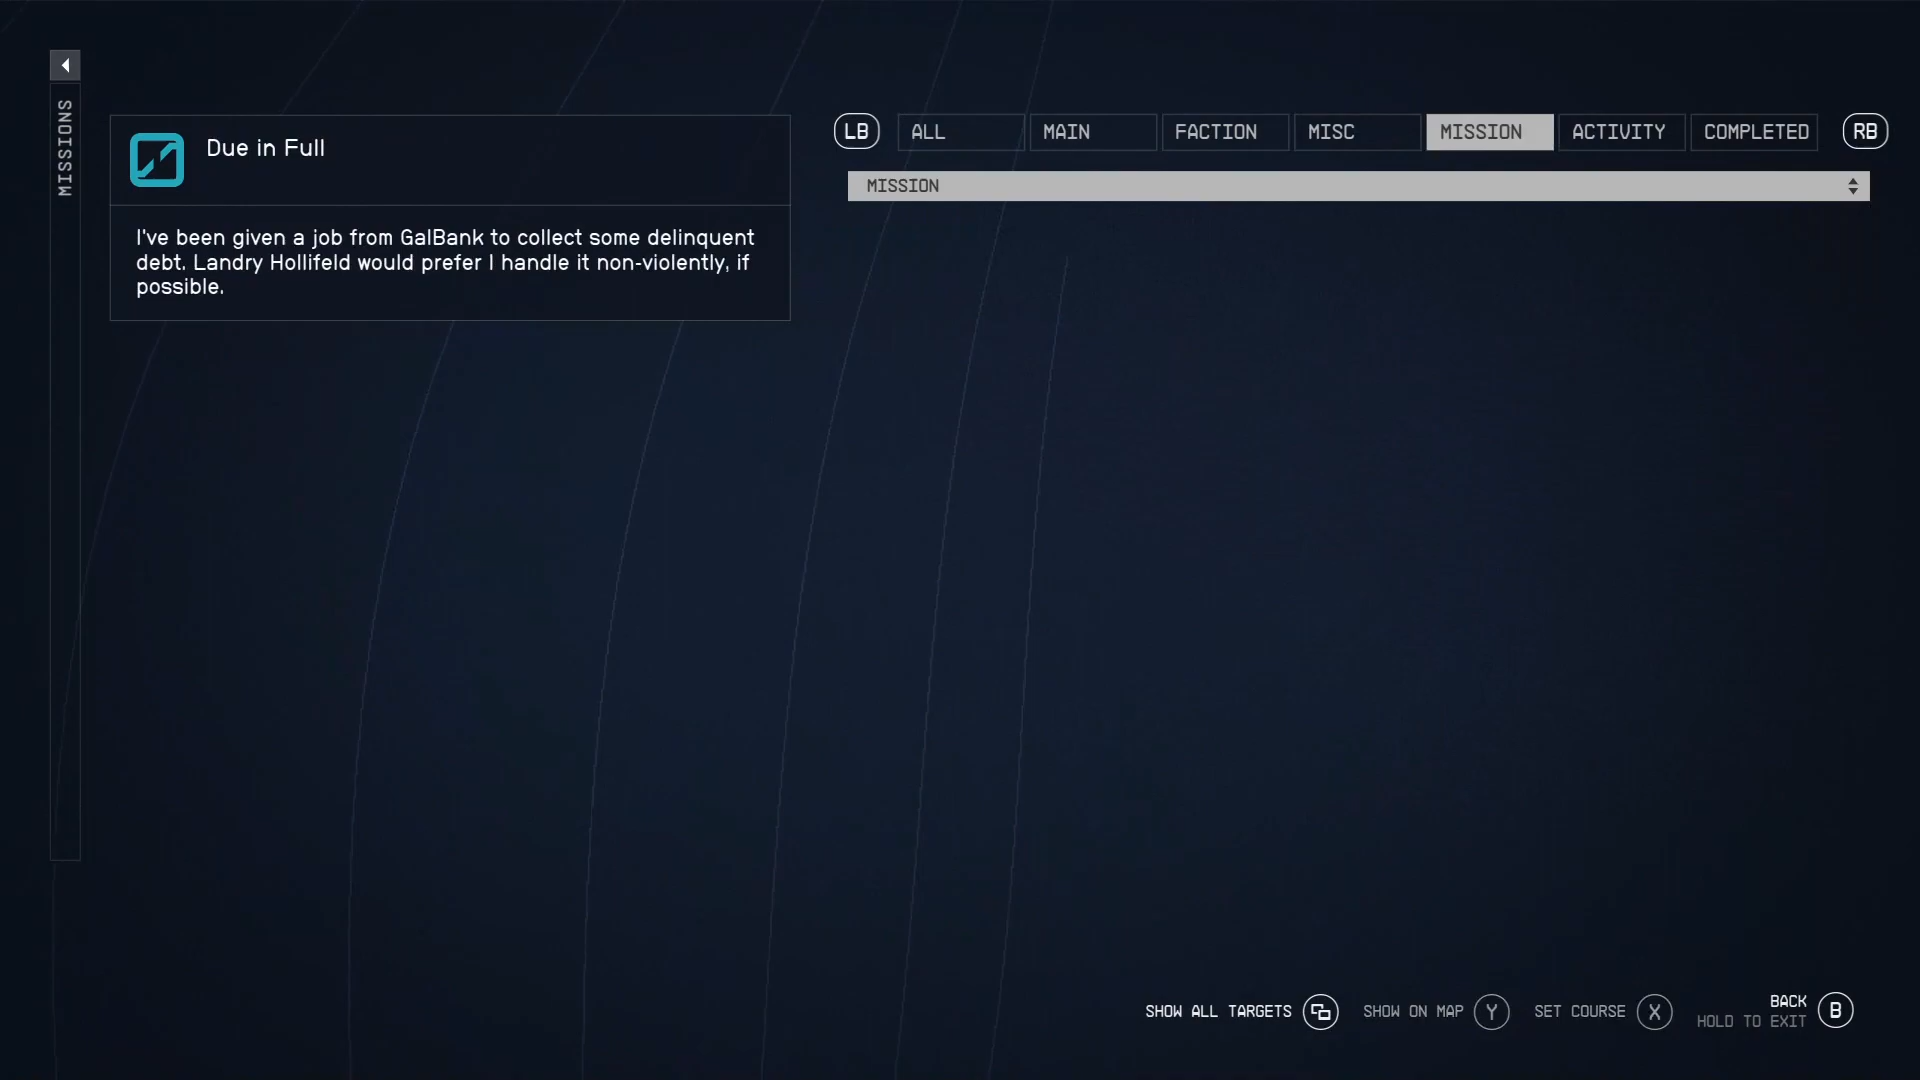 MISSIONS
Due in Full
I've been given a job from GalBank to collect some delinquent
debt. Landry Hollifeld would prefer I handle it non-violently, if
possible.
LB ALL MAIN FACTION MISC MISSION ACTIVITY COMPLETED RB
MISSION
SHOW ALL TARGETS SHOW ON MAP Y SET COURSE X BACK B
HOLD TO EXIT